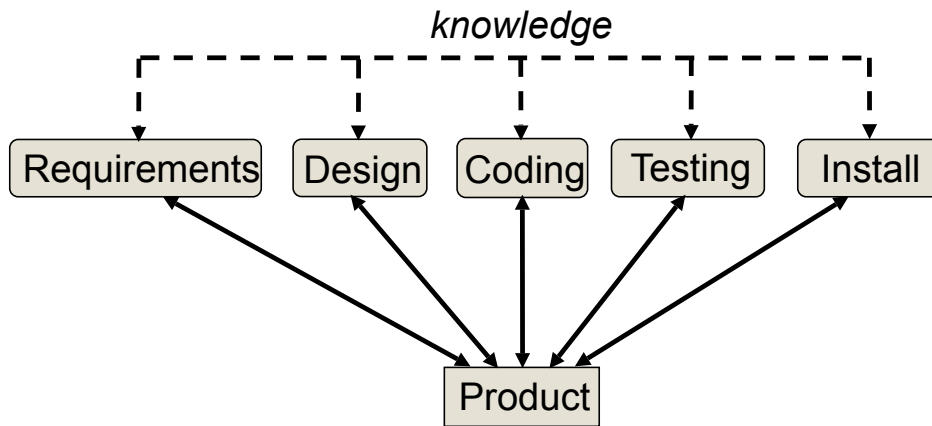 knowledge
Requirements
Design
Coding
Testing
Install
Product